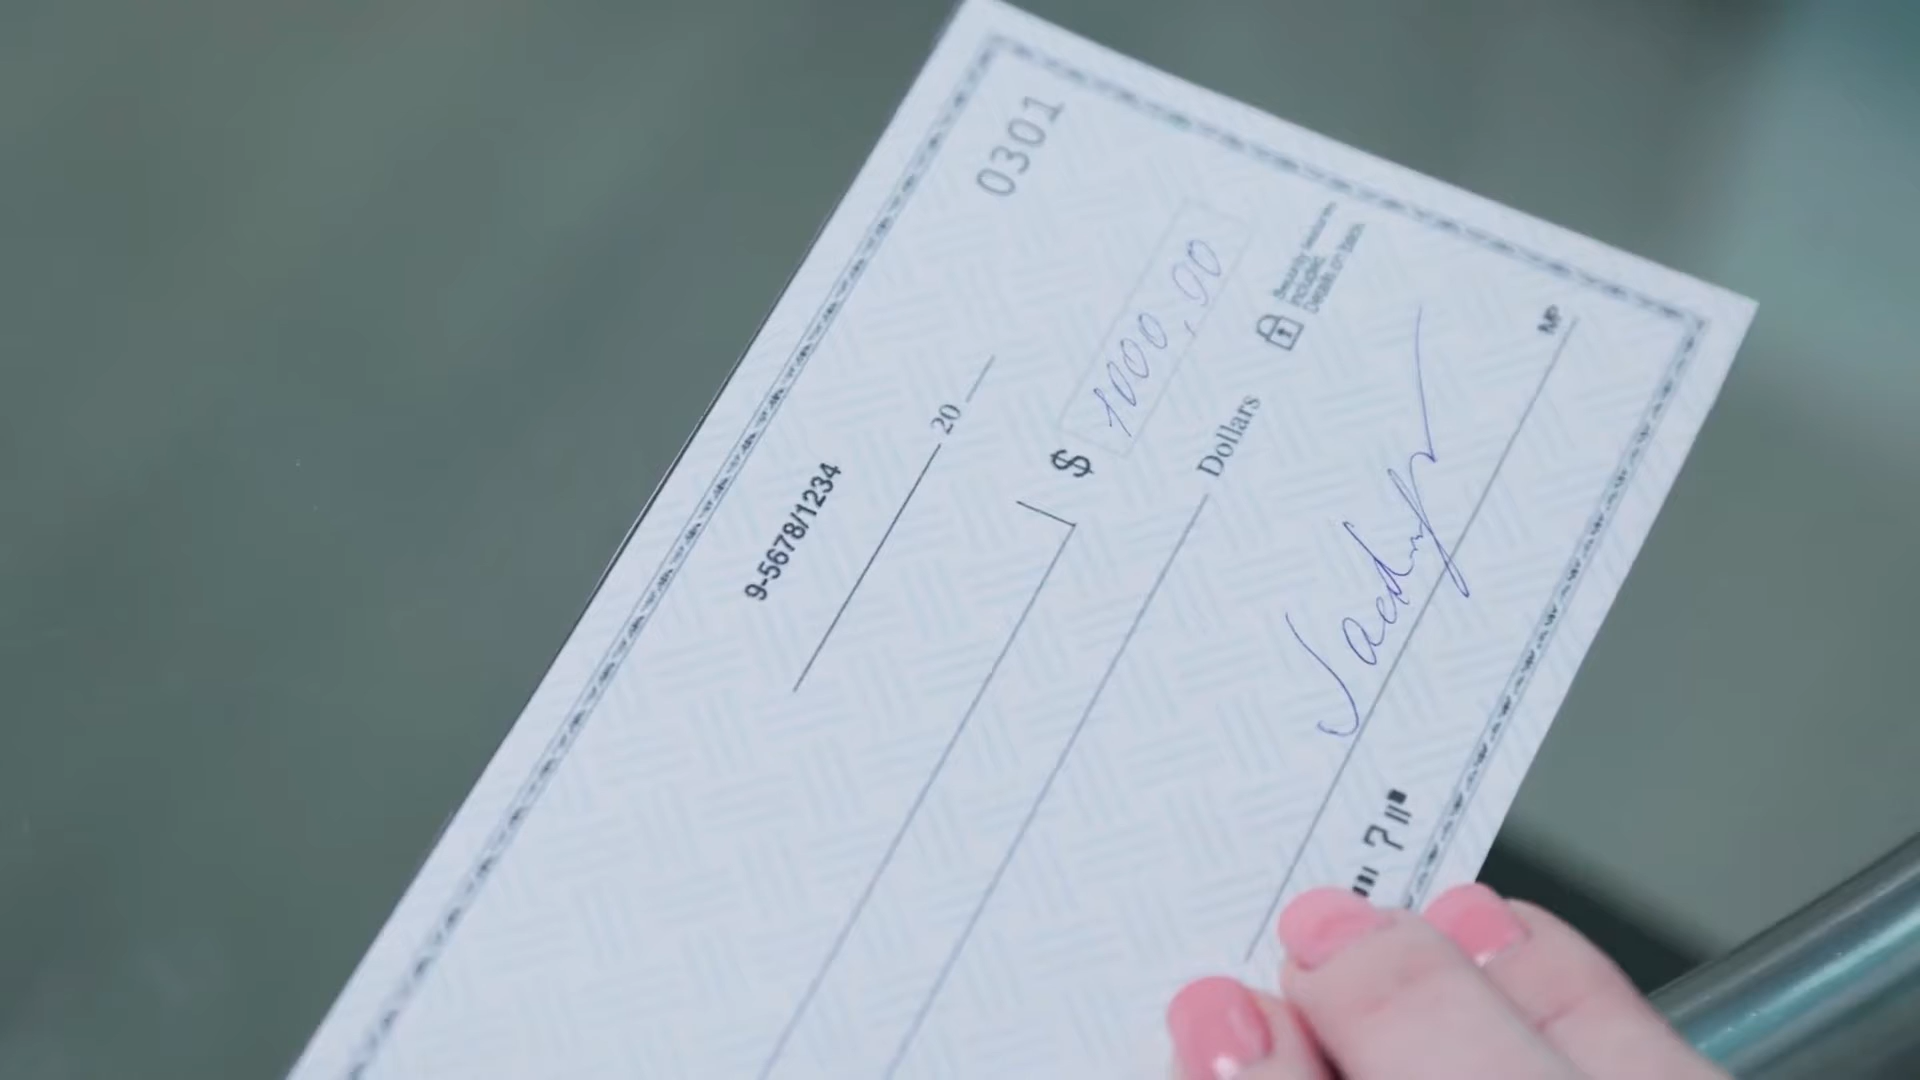 0301
9-5678/1234
20
$ 1000,00
Dollars
Security features
included.
Details on back.
MP